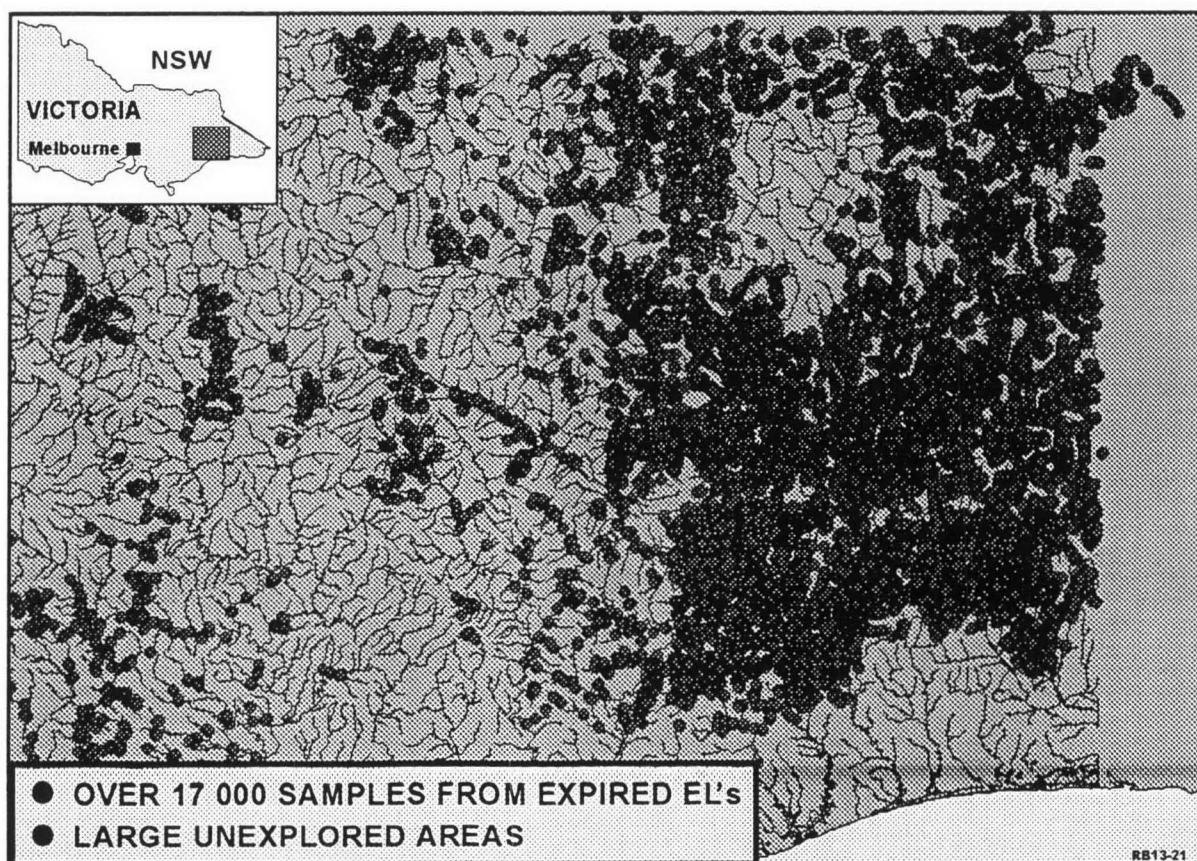 NSW
VICTORIA
Melbourne
OVER 17 000 SAMPLES FROM EXPIRED EL's
LARGE UNEXPLORED AREAS
RB13-21